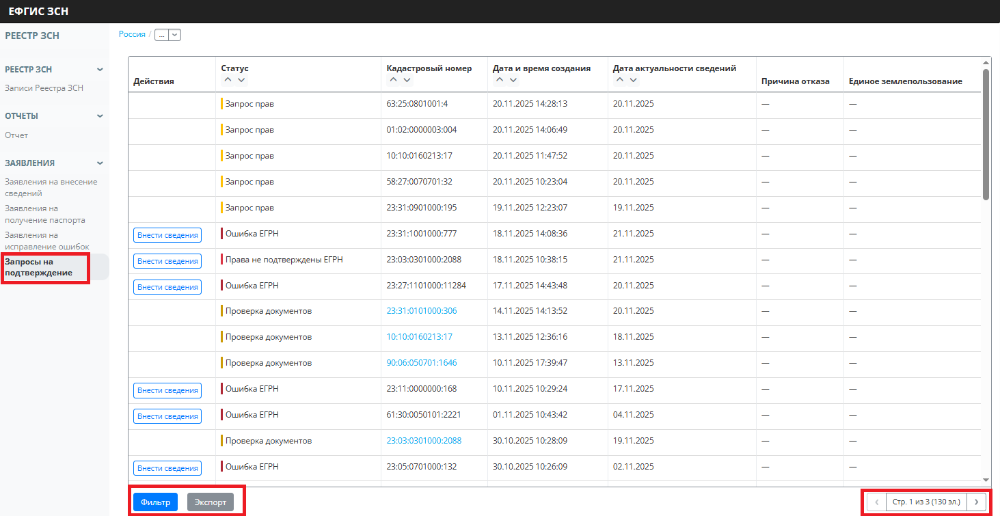 ЕФГИС ЗСН
РЕЕСТР ЗСН
РЕЕСТР ЗСН
Записи Реестра ЗСН
ОТЧЕТЫ
Отчет
ЗАЯВЛЕНИЯ
Заявления на внесение
сведений
Заявления на
получение паспорта
Заявления на
исправление ошибок
Запросы на
подтверждение
Россия / ...
Действия Статус Кадастровый номер Дата и время создания Дата актуальности сведений Причина отказа Единое землепользование
Запрос прав 63:25:0801001:4 20.11.2025 14:28:13 20.11.2025 — —
Запрос прав 01:02:0000003:004 20.11.2025 14:06:49 20.11.2025 — —
Запрос прав 10:10:0160213:17 20.11.2025 11:47:52 20.11.2025 — —
Запрос прав 58:27:0070701:32 20.11.2025 10:23:04 20.11.2025 — —
Запрос прав 23:31:0901000:195 19.11.2025 12:23:07 19.11.2025 — —
Внести сведения Ошибка ЕГРН 23:31:1001000:777 18.11.2025 14:08:36 21.11.2025 — —
Внести сведения Права не подтверждены ЕГРН 23:03:0301000:2088 18.11.2025 10:38:15 21.11.2025 — —
Внести сведения Ошибка ЕГРН 23:27:1101000:11284 17.11.2025 14:43:48 20.11.2025 — —
Проверка документов 23:31:0101000:306 14.11.2025 14:13:52 20.11.2025 — —
Проверка документов 10:10:0160213:17 13.11.2025 12:36:16 18.11.2025 — —
Проверка документов 90:06:050701:1646 10.11.2025 17:39:47 13.11.2025 — —
Внести сведения Ошибка ЕГРН 23:11:0000000:168 10.11.2025 10:29:24 17.11.2025 — —
Внести сведения Ошибка ЕГРН 61:30:0050101:2221 01.11.2025 10:43:42 04.11.2025 — —
Проверка документов 23:03:0301000:2088 30.10.2025 10:28:09 19.11.2025 — —
Внести сведения Ошибка ЕГРН 23:05:0701000:132 30.10.2025 10:26:09 02.11.2025 — —
Фильтр Экспорт Стр. 1 из 3 (130 эл.)